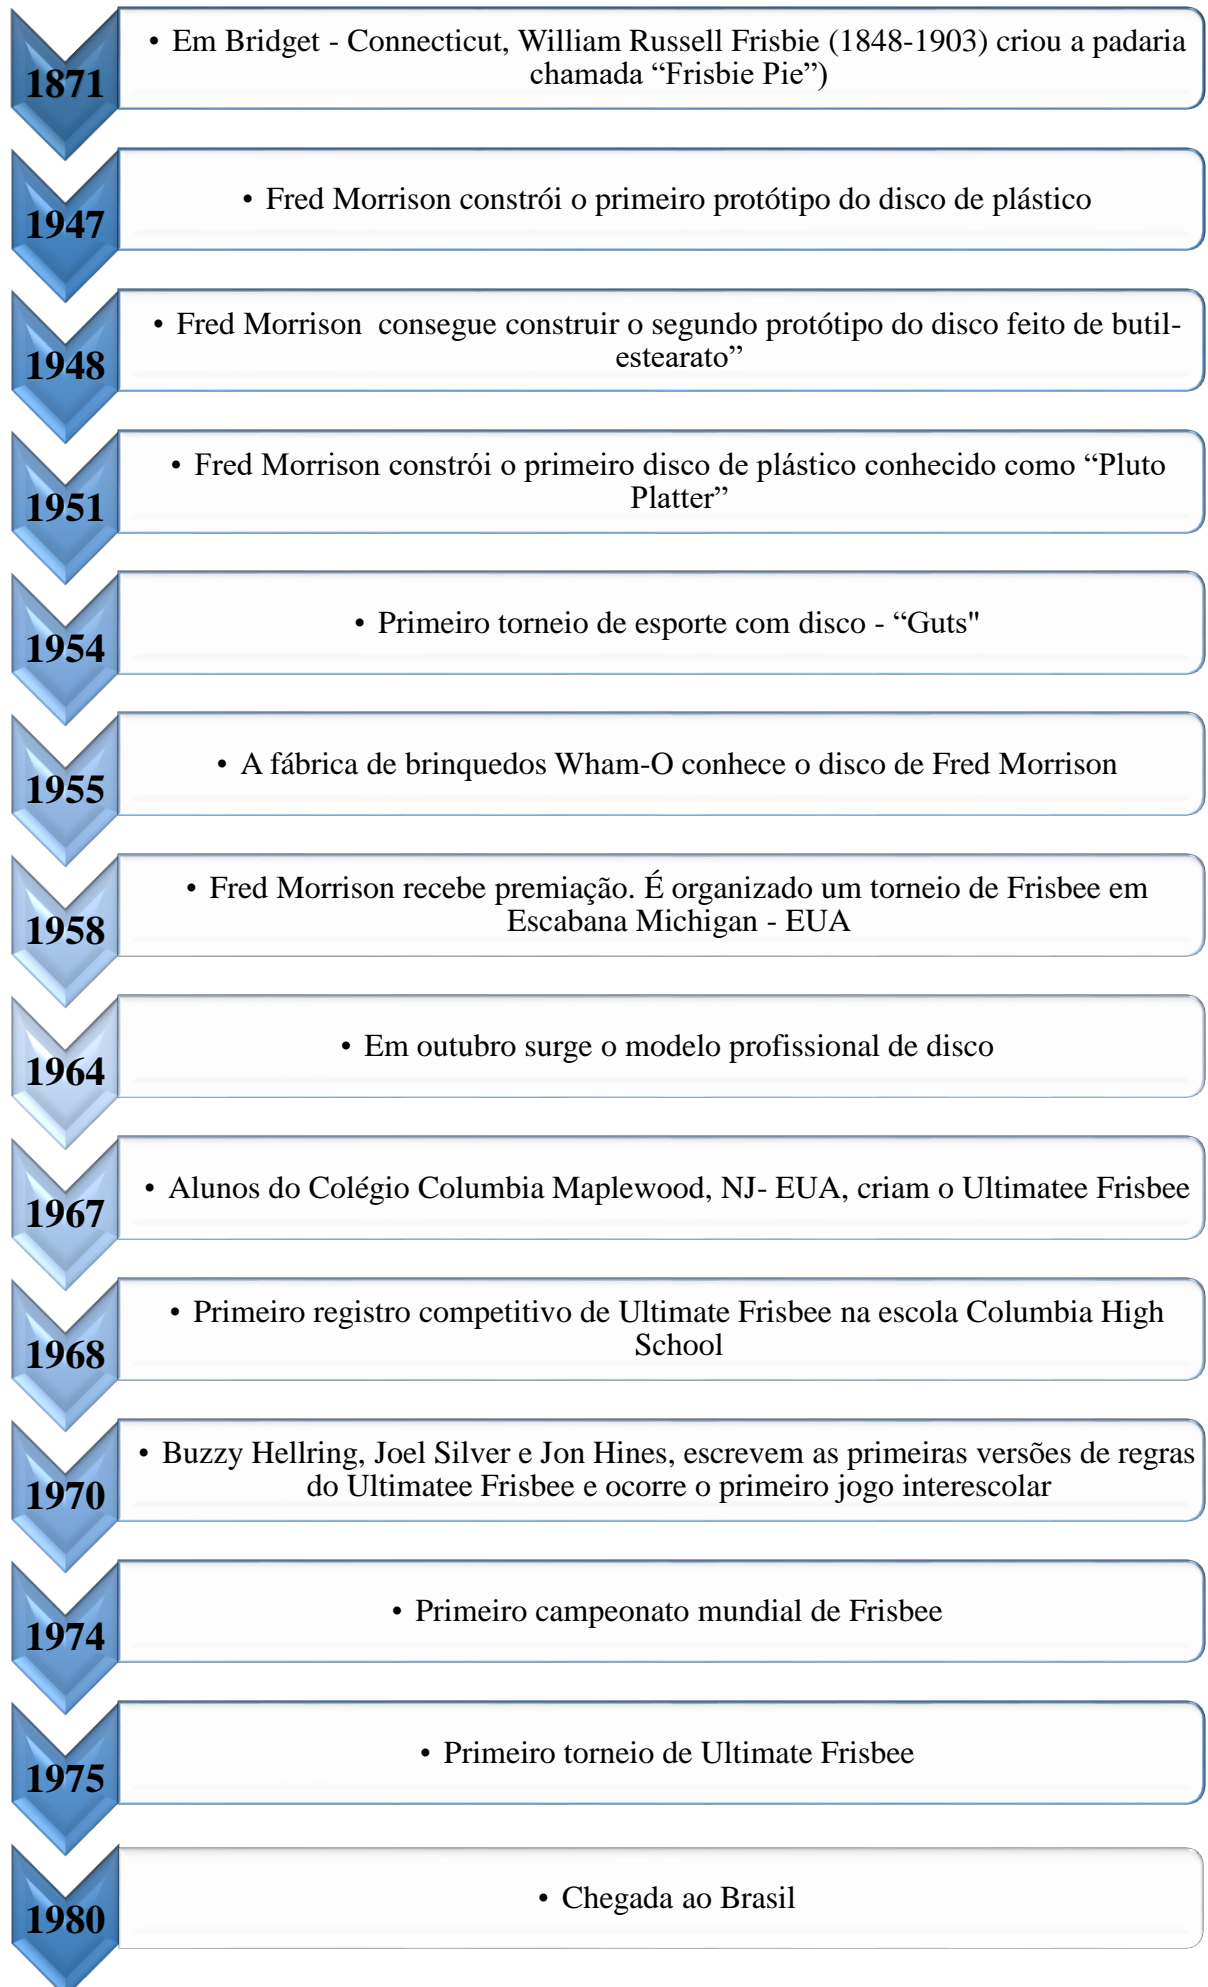 1871
• Em Bridget - Connecticut, William Russell Frisbie (1848-1903) criou a padaria
chamada “Frisbie Pie”)
1947
• Fred Morrison constrói o primeiro protótipo do disco de plástico
1948
• Fred Morrison  consegue construir o segundo protótipo do disco feito de butil-
estearato”
1951
• Fred Morrison constrói o primeiro disco de plástico conhecido como “Pluto
Platter”
1954
• Primeiro torneio de esporte com disco - “Guts"
1955
• A fábrica de brinquedos Wham-O conhece o disco de Fred Morrison
1958
• Fred Morrison recebe premiação. É organizado um torneio de Frisbee em
Escabana Michigan - EUA
1964
• Em outubro surge o modelo profissional de disco
1967
• Alunos do Colégio Columbia Maplewood, NJ- EUA, criam o Ultimatee Frisbee
1968
• Primeiro registro competitivo de Ultimate Frisbee na escola Columbia High
School
1970
• Buzzy Hellring, Joel Silver e Jon Hines, escrevem as primeiras versões de regras
do Ultimatee Frisbee e ocorre o primeiro jogo interescolar
1974
• Primeiro campeonato mundial de Frisbee
1975
• Primeiro torneio de Ultimate Frisbee
1980
• Chegada ao Brasil